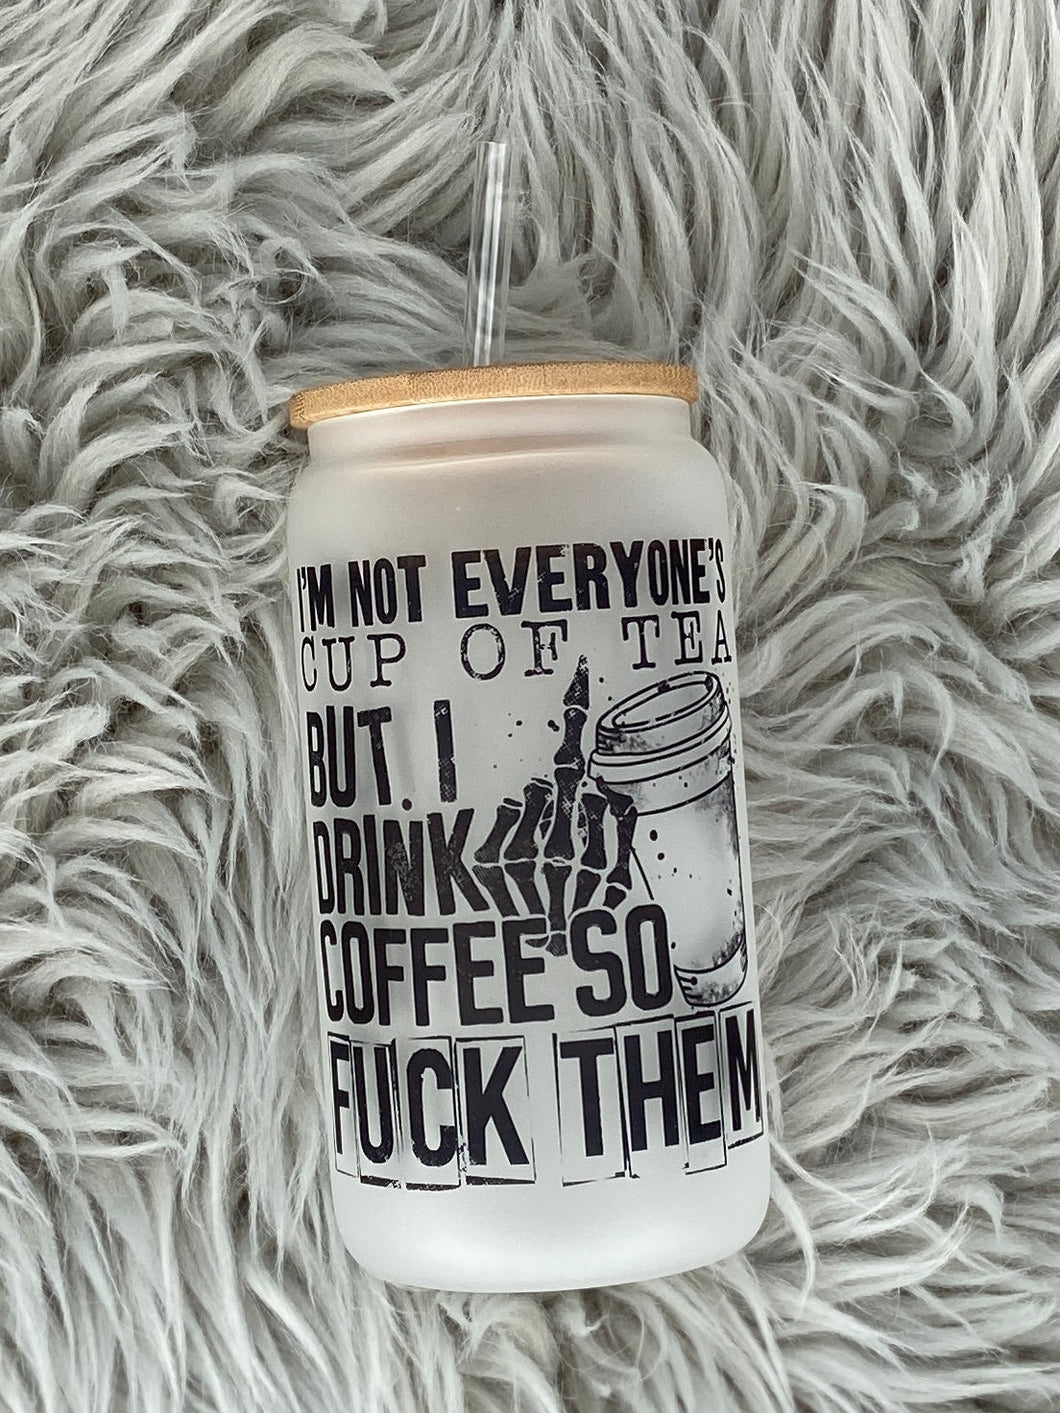 I'M NOT EVERYONE'S
CUP OF TEA
BUT. I
DRINK
COFFEE SO
FUCK THEM